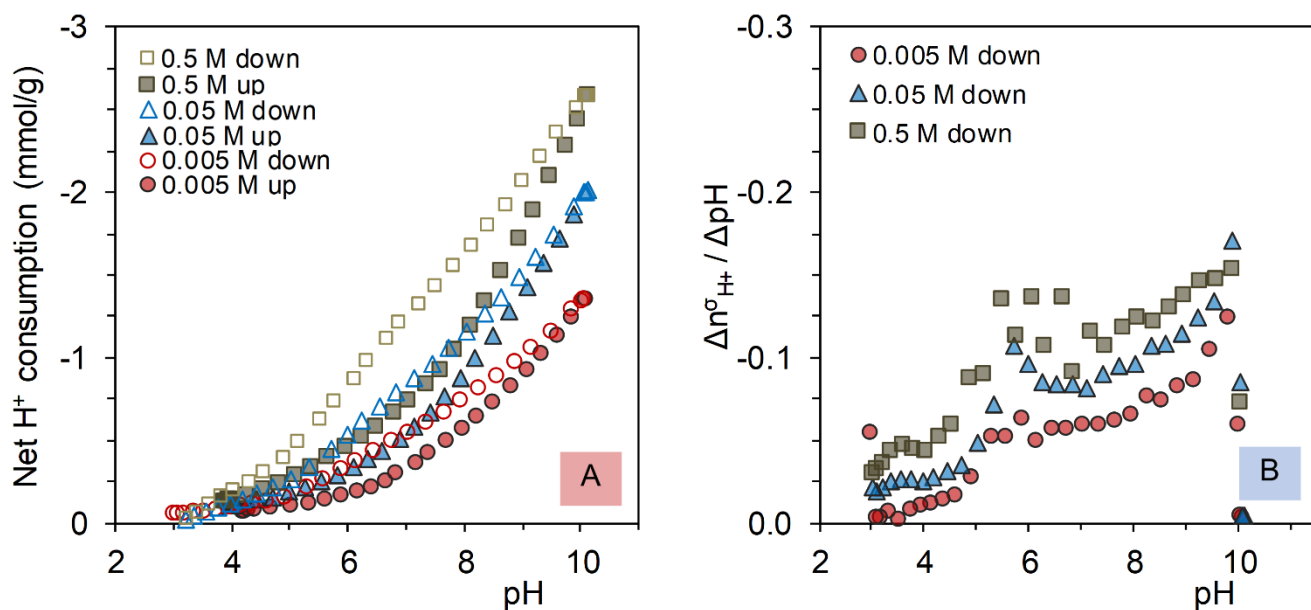 Net H⁺ consumption (mmol/g)
-3
-2
-1
0.0
2
4
6
8
10
pH
0.5 M down
0.5 M up
0.05 M down
0.05 M up
0.005 M down
0.005 M up
A
Δnσ H+ / ΔpH
-0.3
-0.2
-0.1
0.0
2
4
6
8
10
pH
0.005 M down
0.05 M down
0.5 M down
B